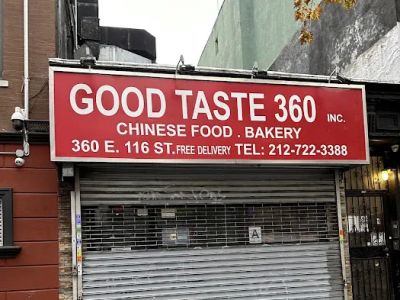 GOOD TASTE 360 INC.
CHINESE FOOD . BAKERY
360 E. 116 ST. FREE DELIVERY TEL: 212-722-3388
A